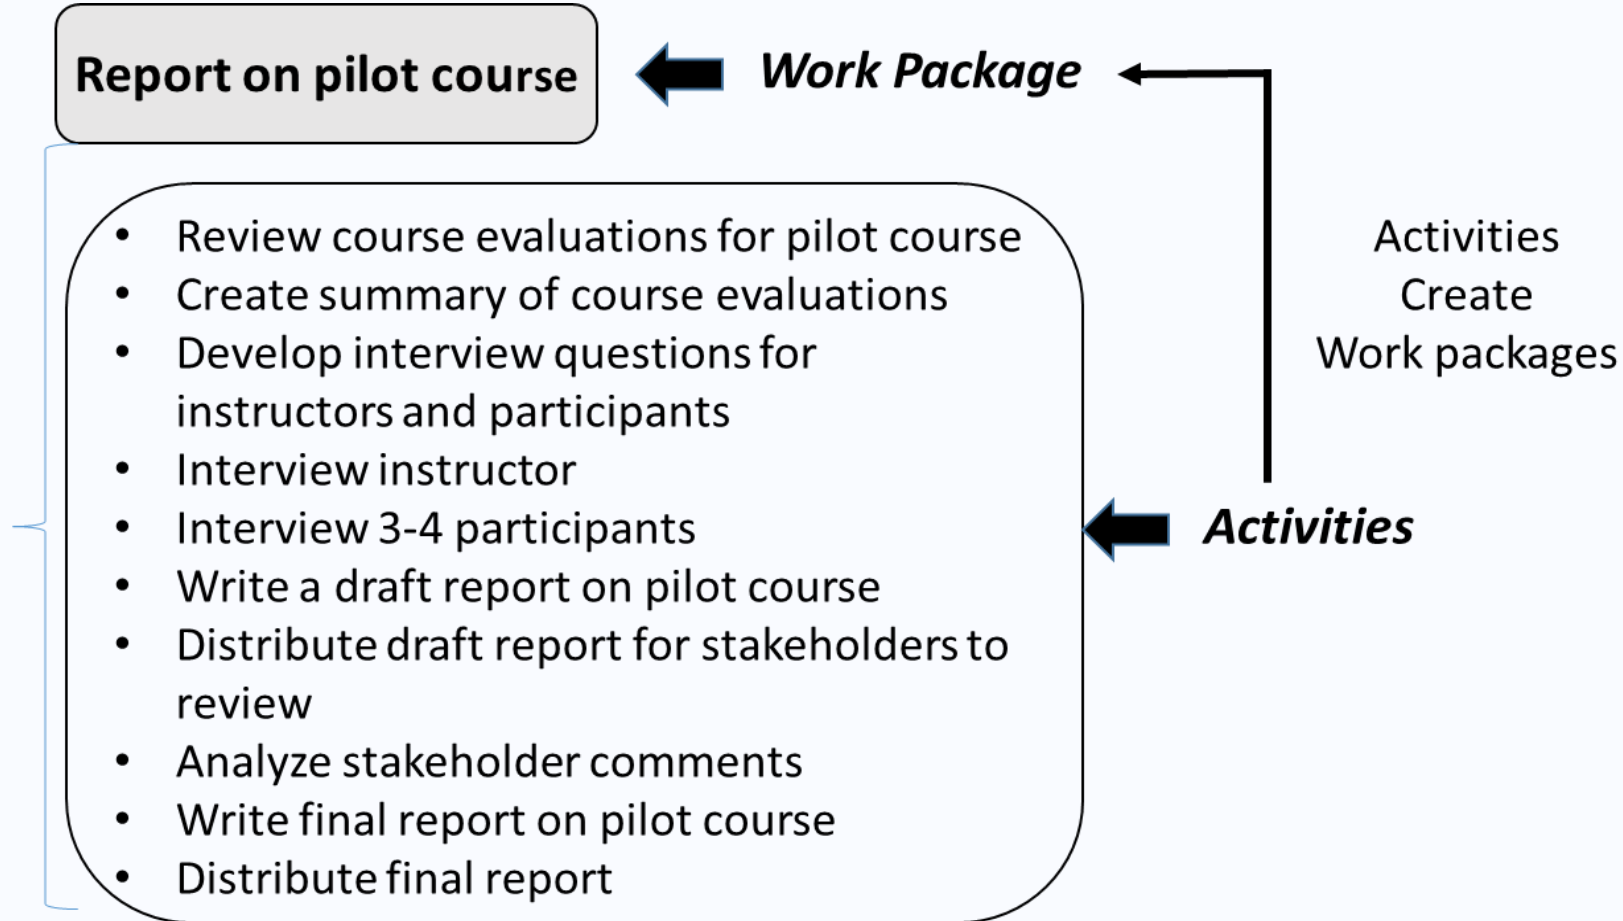 Report on pilot course
Work Package
• Review course evaluations for pilot course
• Create summary of course evaluations
• Develop interview questions for
instructors and participants
• Interview instructor
• Interview 3-4 participants
• Write a draft report on pilot course
• Distribute draft report for stakeholders to
review
• Analyze stakeholder comments
• Write final report on pilot course
• Distribute final report
Activities
Create
Work packages
Activities